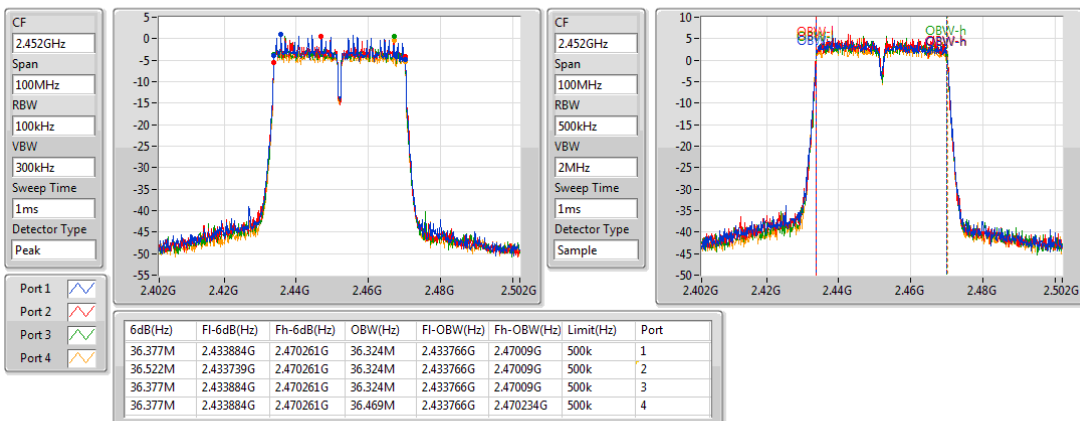 CF
2.452GHz
Span
100MHz
RBW
100kHz
VBW
300kHz
Sweep Time
1ms
Detector Type
Peak
5
0
-5
-10
-15
-20
-25
-30
-35
-40
-45
-50
-55
2.402G 2.42G 2.44G 2.46G 2.48G 2.502G
CF
2.452GHz
Span
100MHz
RBW
500kHz
VBW
2MHz
Sweep Time
1ms
Detector Type
Sample
10
5
0
-5
-10
-15
-20
-25
-30
-35
-40
-45
-50
OBW-h
OBW-h
2.402G 2.42G 2.44G 2.46G 2.48G 2.502G
Port 1
Port 2
Port 3
Port 4
6dB(Hz) Fl-6dB(Hz) Fh-6dB(Hz) OBW(Hz) Fl-OBW(Hz) Fh-OBW(Hz) Limit(Hz) Port
36.377M 2.433884G 2.470261G 36.324M 2.433766G 2.47009G 500k 1
36.522M 2.433739G 2.470261G 36.324M 2.433766G 2.47009G 500k 2
36.377M 2.433884G 2.470261G 36.324M 2.433766G 2.47009G 500k 3
36.377M 2.433884G 2.470261G 36.469M 2.433766G 2.470234G 500k 4